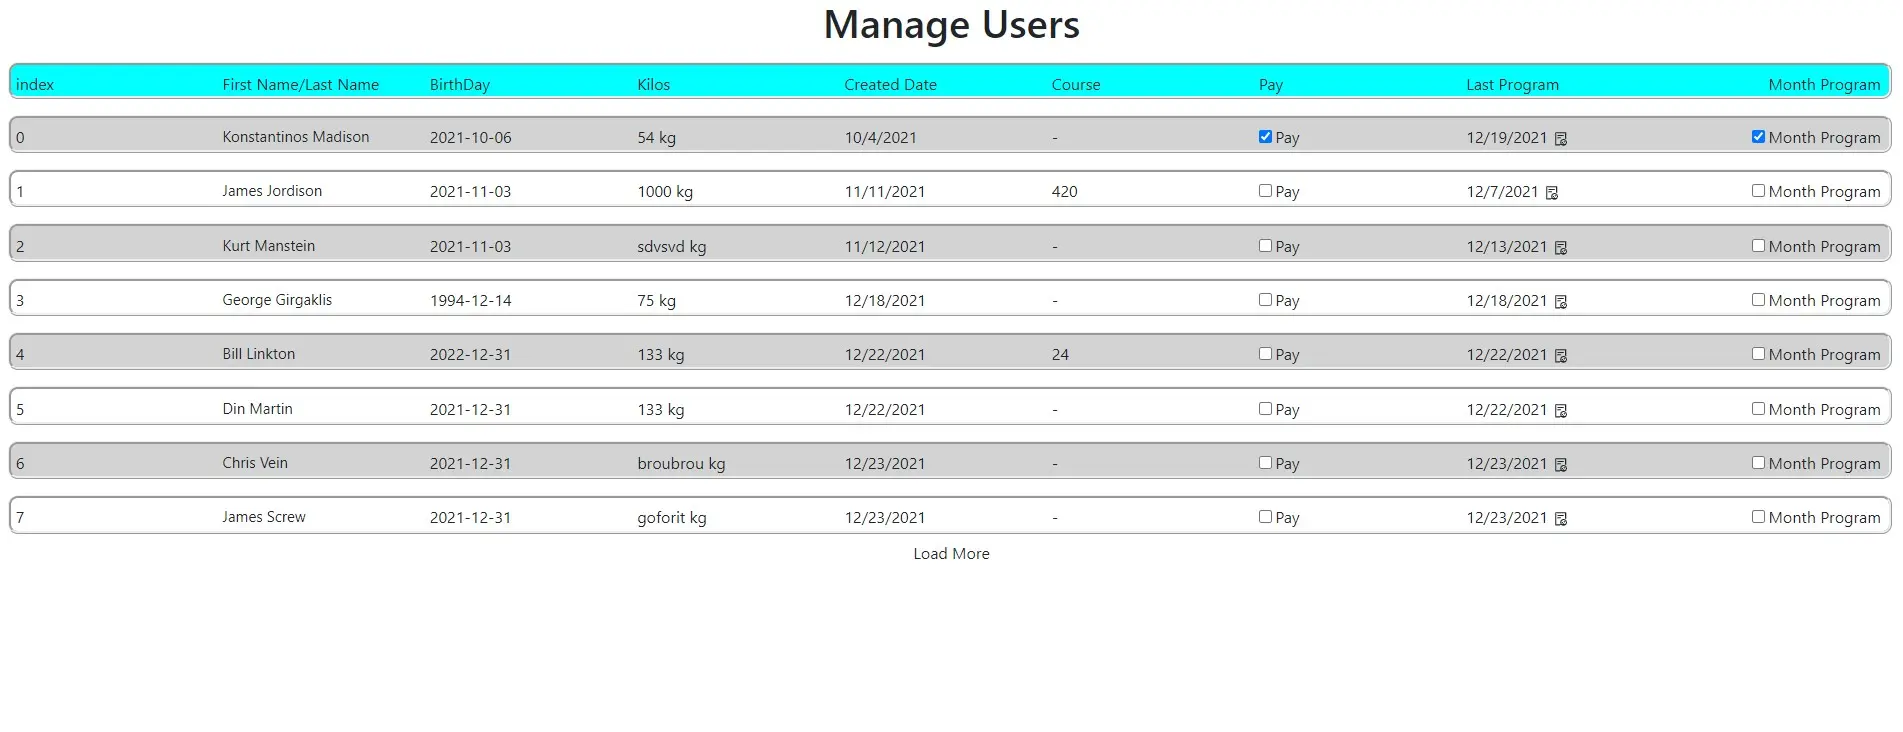 Manage Users
index First Name/Last Name BirthDay Kilos Created Date Course Pay Last Program Month Program
0 Konstantinos Madison 2021-10-06 54 kg 10/4/2021 - Pay 12/19/2021 Month Program
1 James Jordison 2021-11-03 1000 kg 11/11/2021 420 Pay 12/7/2021 Month Program
2 Kurt Manstein 2021-11-03 sdvsvd kg 11/12/2021 - Pay 12/13/2021 Month Program
3 George Girgaklis 1994-12-14 75 kg 12/18/2021 - Pay 12/18/2021 Month Program
4 Bill Linkton 2022-12-31 133 kg 12/22/2021 24 Pay 12/22/2021 Month Program
5 Din Martin 2021-12-31 133 kg 12/22/2021 - Pay 12/22/2021 Month Program
6 Chris Vein 2021-12-31 broubrou kg 12/23/2021 - Pay 12/23/2021 Month Program
7 James Screw 2021-12-31 goforit kg 12/23/2021 - Pay 12/23/2021 Month Program
Load More